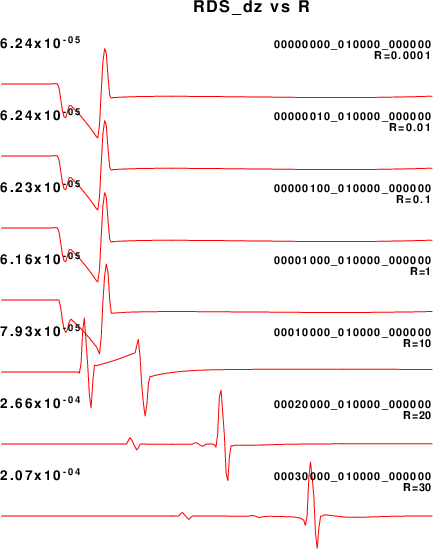 RDS_dz vs R
6.24x10-05 00000000_010000_000000
R=0.0001
6.24x10-05 00000010_010000_000000
R=0.01
6.23x10-05 00000100_010000_000000
R=0.1
6.16x10-05 00001000_010000_000000
R=1
7.93x10-05 00010000_010000_000000
R=10
2.66x10-04 00020000_010000_000000
R=20
2.07x10-04 00030000_010000_000000
R=30